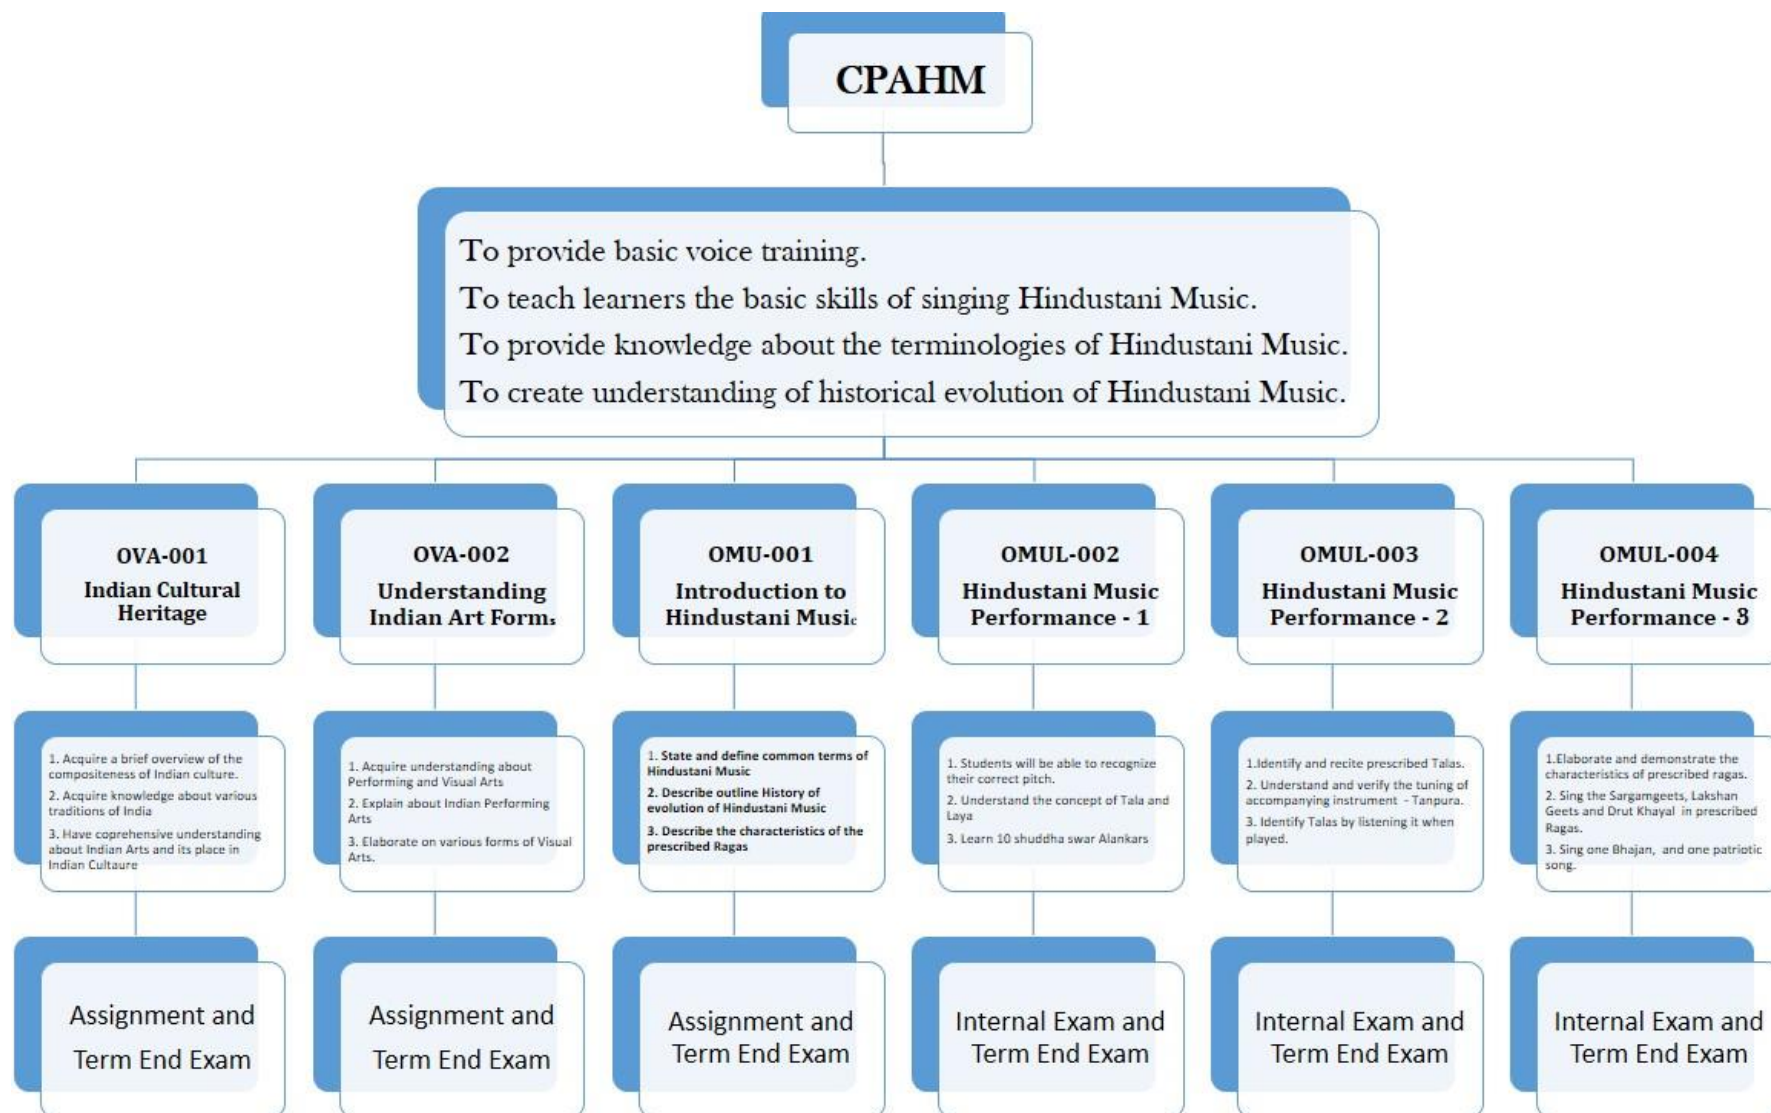 CPAHM
To provide basic voice training.
To teach learners the basic skills of singing Hindustani Music.
To provide knowledge about the terminologies of Hindustani Music.
To create understanding of historical evolution of Hindustani Music.
OVA-001
Indian Cultural
Heritage
OVA-002
Understanding
Indian Art Forms
OMU-001
Introduction to
Hindustani Music
OMUL-002
Hindustani Music
Performance - 1
OMUL-003
Hindustani Music
Performance - 2
OMUL-004
Hindustani Music
Performance - 3
1. Acquire a brief overview of the
compositeness of Indian culture.
2. Acquire knowledge about various
traditions of India
3. Have coprehensive understanding
about Indian Arts and its place in
Indian Cultaure
1. Acquire understanding about
Performing and Visual Arts
2. Explain about Indian Performing
Arts
3. Elaborate on various forms of Visual
Arts.
1. State and define common terms of
Hindustani Music
2. Describe outline History of
evolution of Hindustani Music
3. Describe the characteristics of the
prescribed Ragas
1. Students will be able to recognize
their correct pitch.
2. Understand the concept of Tala and
Laya
3. Learn 10 shuddha swar Alankars
1.Identify and recite prescribed Talas.
2. Understand and verify the tuning of
accompanying instrument - Tanpura.
3. Identify Talas by listening it when
played.
1.Elaborate and demonstrate the
characteristics of prescribed ragas.
2. Sing the Sargamgeets, Lakshan
Geets and Drut Khayal in prescribed
Ragas.
3. Sing one Bhajan, and one patriotic
song.
Assignment and
Term End Exam
Assignment and
Term End Exam
Assignment and
Term End Exam
Internal Exam and
Term End Exam
Internal Exam and
Term End Exam
Internal Exam and
Term End Exam